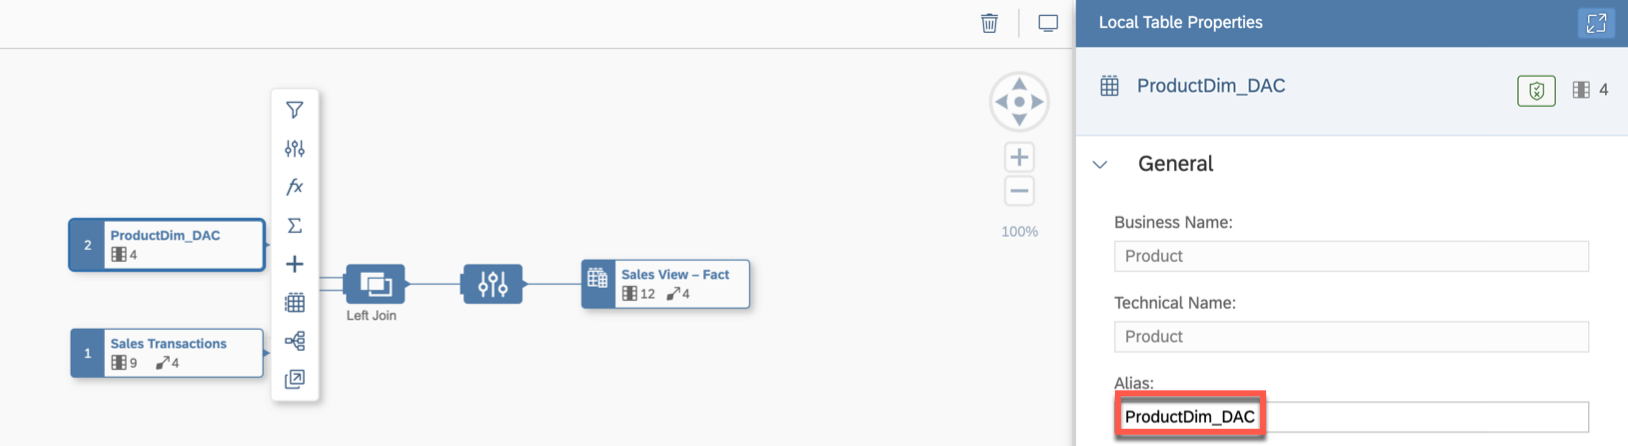 Local Table Properties
ProductDim_DAC
4
General
Business Name:
Product
Technical Name:
Product
Alias:
ProductDim_DAC
fx
Σ
2
ProductDim_DAC
4
1
Sales Transactions
9 4
Left Join
Sales View – Fact
12 4
100%